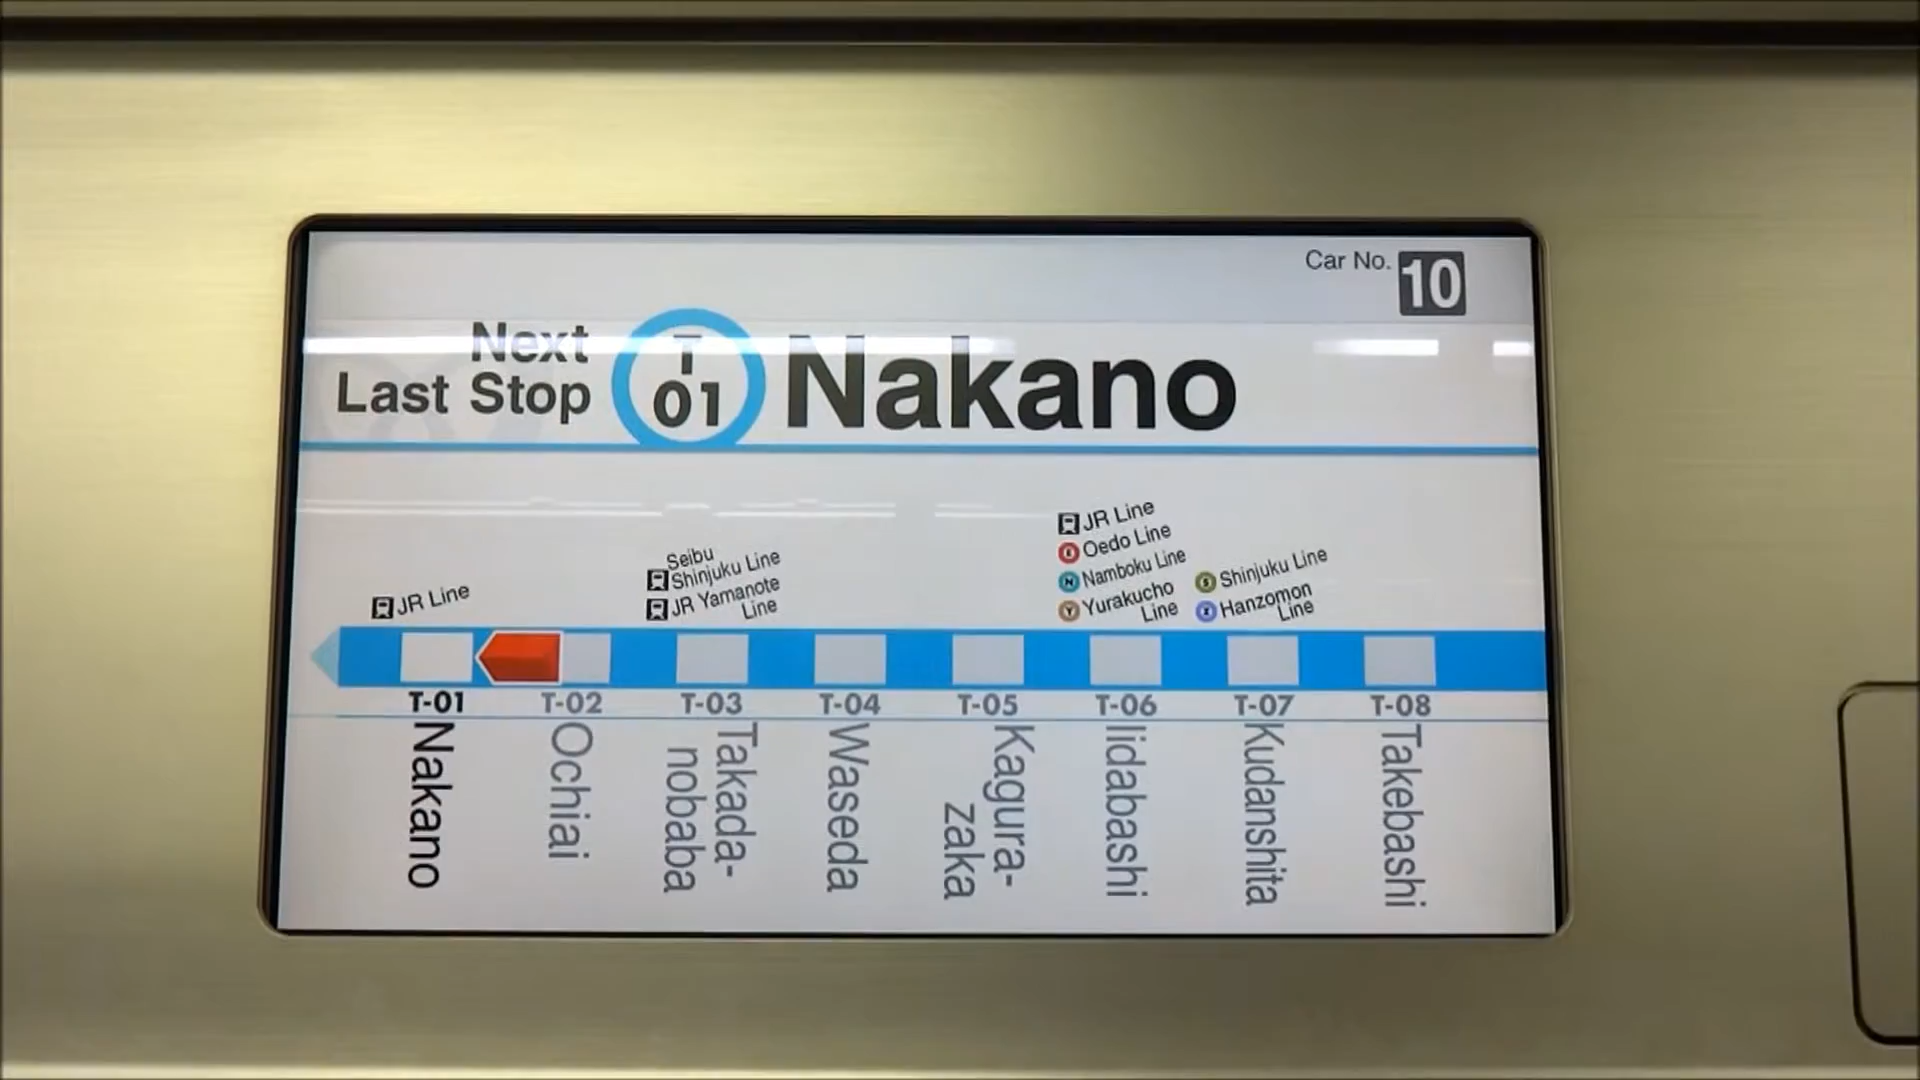 Car No. 10
Next
Last Stop
T
01
Nakano
JR Line
Seibu
Shinjuku Line
JR Yamanote
Line
JR Line
Oedo Line
N Namboku Line
Y Yurakucho
Line
S Shinjuku Line
Z Hanzomon
Line
T-01
T-02
T-03
T-04
T-05
T-06
T-07
T-08
Nakano
Ochiai
Takada-
nobaba
Waseda
Kagura-
zaka
Iidabashi
Kudanshita
Takebashi